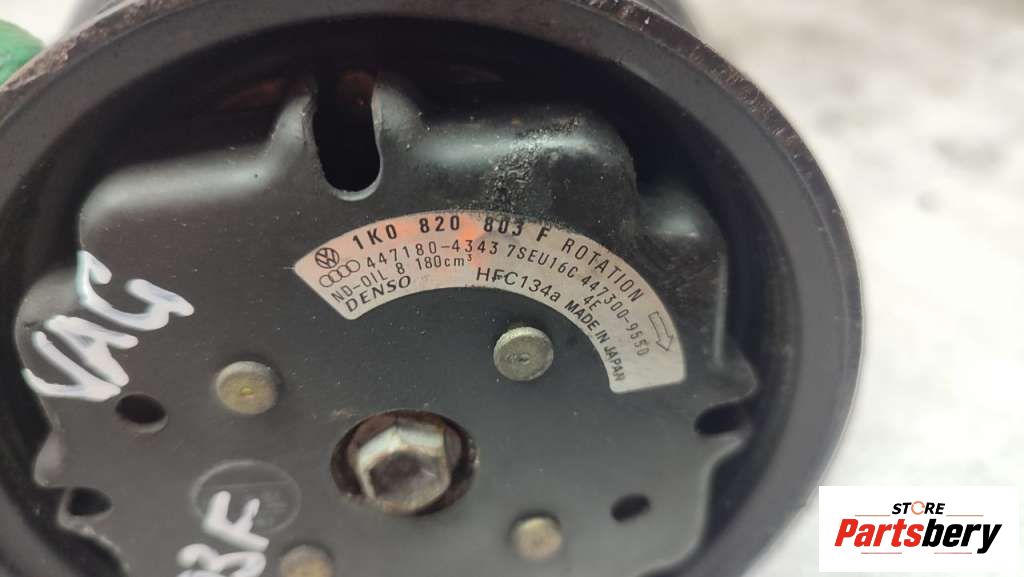 1K0 820 803 F ROTATION
447180-4343 7SEU16C 447300-9550
ND-OIL 8 180cm³ HFC134a 4E
DENSO MADE IN JAPAN
VAG
03F
STORE
Partsbery